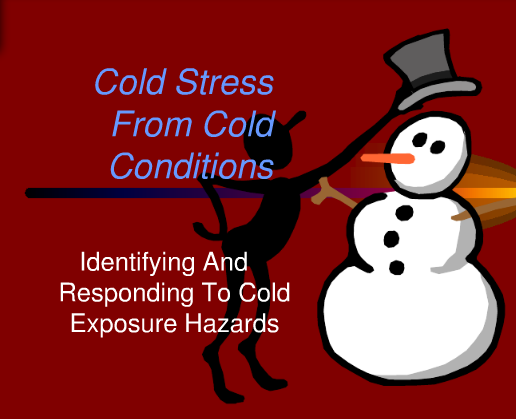 Cold Stress
From Cold
Conditions
Identifying And
Responding To Cold
Exposure Hazards